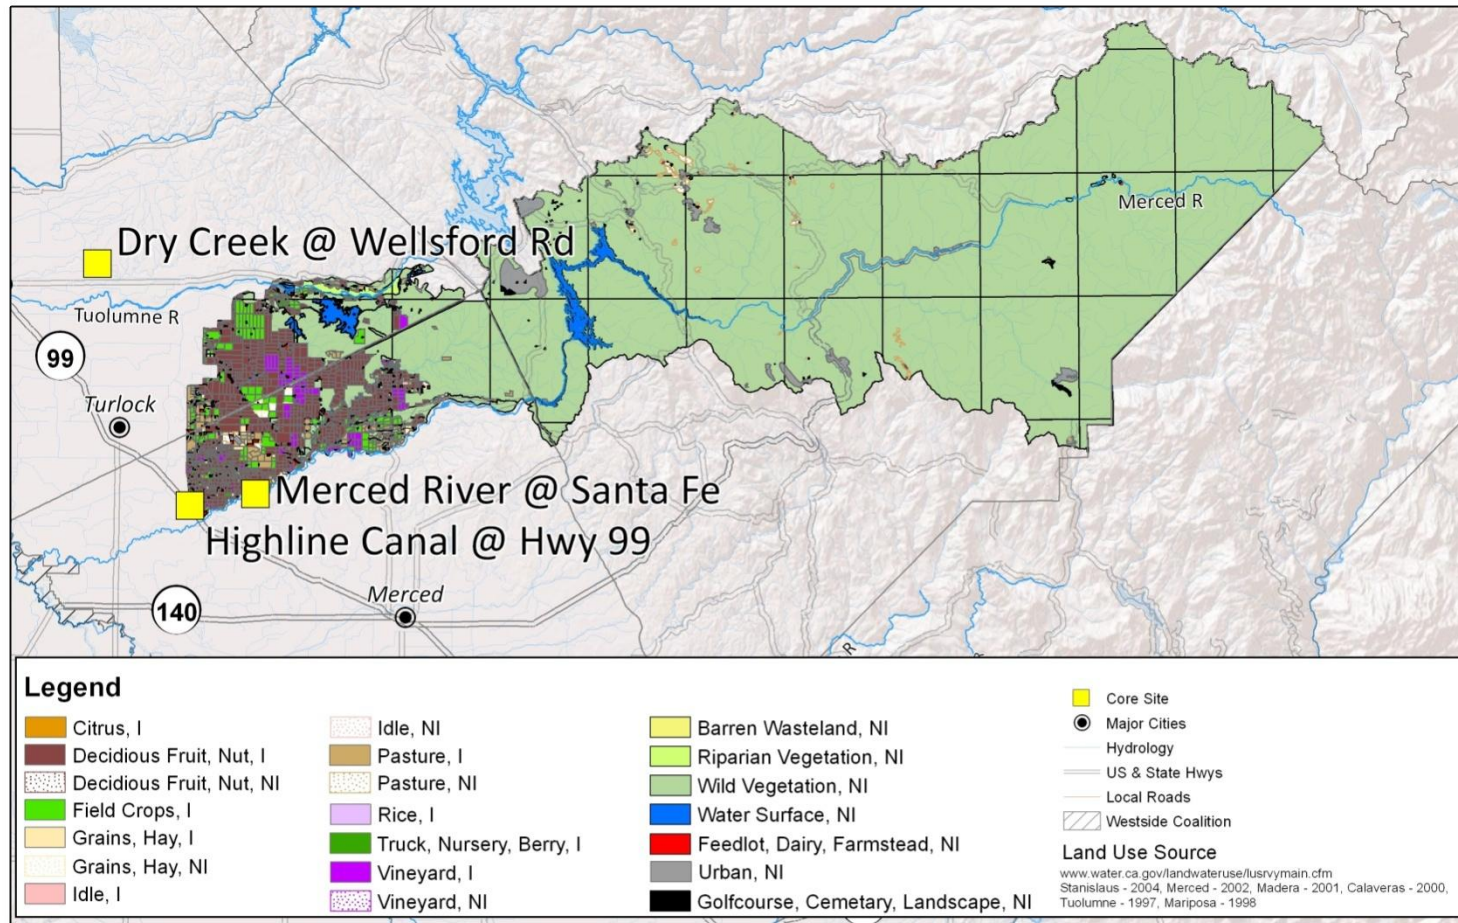 Merced R
Dry Creek @ Wellsford Rd
Tuolumne R
99
Turlock
Merced River @ Santa Fe
Highline Canal @ Hwy 99
Merced
140
R
Legend
Citrus, I
Decidious Fruit, Nut, I
Decidious Fruit, Nut, NI
Field Crops, I
Grains, Hay, I
Grains, Hay, NI
Idle, I
Idle, NI
Pasture, I
Pasture, NI
Rice, I
Truck, Nursery, Berry, I
Vineyard, I
Vineyard, NI
Barren Wasteland, NI
Riparian Vegetation, NI
Wild Vegetation, NI
Water Surface, NI
Feedlot, Dairy, Farmstead, NI
Urban, NI
Golfcourse, Cemetary, Landscape, NI
Core Site
Major Cities
Hydrology
US & State Hwys
Local Roads
Westside Coalition
Land Use Source
www.water.ca.gov/landwateruse/lusrvymain.cfm
Stanislaus - 2004, Merced - 2002, Madera - 2001, Calaveras - 2000,
Tuolumne - 1997, Mariposa - 1998